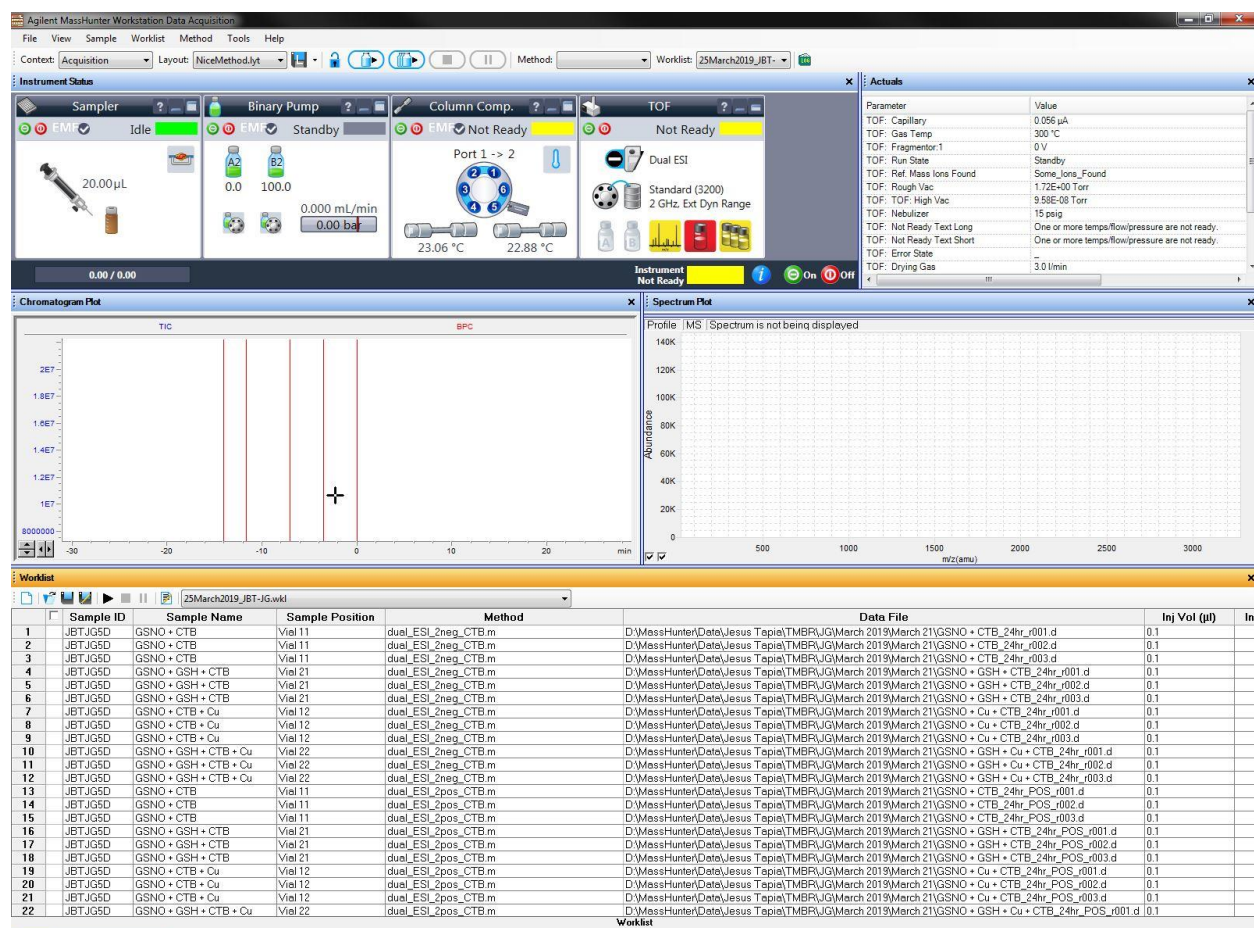 Agilent MassHunter Workstation Data Acquisition
File View Sample Worklist Method Tools Help
Context: Acquisition Layout: NiceMethod.lyt Method: Worklist: 25March2019_JBT-
Instrument Status
Sampler ?
EMF Idle
20.00 µL
Binary Pump ?
EMF Standby
A2 B2
0.0 100.0
0.000 mL/min
0.00 bar
Column Comp. ?
EMF Not Ready
Port 1 -> 2
2 1
3 6
4 5
23.06 °C 22.88 °C
TOF ?
Not Ready
Dual ESI
Standard (3200)
2 GHz, Ext Dyn Range
A B
0.00 / 0.00
Instrument
Not Ready
On Off
Actuals
Parameter Value
TOF: Capillary 0.056 µA
TOF: Gas Temp 300 °C
TOF: Fragmentor:1 0 V
TOF: Run State Standby
TOF: Ref. Mass Ions Found Some_Ions_Found
TOF: Rough Vac 1.72E+00 Torr
TOF: TOF: High Vac 9.58E-08 Torr
TOF: Nebulizer 15 psig
TOF: Not Ready Text Long One or more temps/flow/pressure are not ready.
TOF: Not Ready Text Short One or more temps/flow/pressure are not ready.
TOF: Error State _
TOF: Drying Gas 3.0 l/min
Chromatogram Plot
TIC BPC
2E7
1.8E7
1.6E7
1.4E7
1.2E7
1E7
8000000
-30 -20 -10 0 10 20 min
Spectrum Plot
Profile MS Spectrum is not being displayed
Abundance
140K
120K
100K
80K
60K
40K
20K
0
500 1000 1500 2000 2500 3000
m/z(amu)
Worklist
25March2019_JBT-JG.wkl
Sample ID Sample Name Sample Position Method Data File Inj Vol (µl) In
1 JBTJG5D GSNO + CTB Vial 11 dual_ESI_2neg_CTB.m D:\MassHunter\Data\Jesus Tapia\TMBR\JG\March 2019\March 21\GSNO + CTB_24hr_r001.d 0.1
2 JBTJG5D GSNO + CTB Vial 11 dual_ESI_2neg_CTB.m D:\MassHunter\Data\Jesus Tapia\TMBR\JG\March 2019\March 21\GSNO + CTB_24hr_r002.d 0.1
3 JBTJG5D GSNO + CTB Vial 11 dual_ESI_2neg_CTB.m D:\MassHunter\Data\Jesus Tapia\TMBR\JG\March 2019\March 21\GSNO + CTB_24hr_r003.d 0.1
4 JBTJG5D GSNO + GSH + CTB Vial 21 dual_ESI_2neg_CTB.m D:\MassHunter\Data\Jesus Tapia\TMBR\JG\March 2019\March 21\GSNO + GSH + CTB_24hr_r001.d 0.1
5 JBTJG5D GSNO + GSH + CTB Vial 21 dual_ESI_2neg_CTB.m D:\MassHunter\Data\Jesus Tapia\TMBR\JG\March 2019\March 21\GSNO + GSH + CTB_24hr_r002.d 0.1
6 JBTJG5D GSNO + GSH + CTB Vial 21 dual_ESI_2neg_CTB.m D:\MassHunter\Data\Jesus Tapia\TMBR\JG\March 2019\March 21\GSNO + GSH + CTB_24hr_r003.d 0.1
7 JBTJG5D GSNO + CTB + Cu Vial 12 dual_ESI_2neg_CTB.m D:\MassHunter\Data\Jesus Tapia\TMBR\JG\March 2019\March 21\GSNO + Cu + CTB_24hr_r001.d 0.1
8 JBTJG5D GSNO + CTB + Cu Vial 12 dual_ESI_2neg_CTB.m D:\MassHunter\Data\Jesus Tapia\TMBR\JG\March 2019\March 21\GSNO + Cu + CTB_24hr_r002.d 0.1
9 JBTJG5D GSNO + CTB + Cu Vial 12 dual_ESI_2neg_CTB.m D:\MassHunter\Data\Jesus Tapia\TMBR\JG\March 2019\March 21\GSNO + Cu + CTB_24hr_r003.d 0.1
10 JBTJG5D GSNO + GSH + CTB + Cu Vial 22 dual_ESI_2neg_CTB.m D:\MassHunter\Data\Jesus Tapia\TMBR\JG\March 2019\March 21\GSNO + GSH + Cu + CTB_24hr_r001.d 0.1
11 JBTJG5D GSNO + GSH + CTB + Cu Vial 22 dual_ESI_2neg_CTB.m D:\MassHunter\Data\Jesus Tapia\TMBR\JG\March 2019\March 21\GSNO + GSH + Cu + CTB_24hr_r002.d 0.1
12 JBTJG5D GSNO + GSH + CTB + Cu Vial 22 dual_ESI_2neg_CTB.m D:\MassHunter\Data\Jesus Tapia\TMBR\JG\March 2019\March 21\GSNO + GSH + Cu + CTB_24hr_r003.d 0.1
13 JBTJG5D GSNO + CTB Vial 11 dual_ESI_2pos_CTB.m D:\MassHunter\Data\Jesus Tapia\TMBR\JG\March 2019\March 21\GSNO + CTB_24hr_POS_r001.d 0.1
14 JBTJG5D GSNO + CTB Vial 11 dual_ESI_2pos_CTB.m D:\MassHunter\Data\Jesus Tapia\TMBR\JG\March 2019\March 21\GSNO + CTB_24hr_POS_r002.d 0.1
15 JBTJG5D GSNO + CTB Vial 11 dual_ESI_2pos_CTB.m D:\MassHunter\Data\Jesus Tapia\TMBR\JG\March 2019\March 21\GSNO + CTB_24hr_POS_r003.d 0.1
16 JBTJG5D GSNO + GSH + CTB Vial 21 dual_ESI_2pos_CTB.m D:\MassHunter\Data\Jesus Tapia\TMBR\JG\March 2019\March 21\GSNO + GSH + CTB_24hr_POS_r001.d 0.1
17 JBTJG5D GSNO + GSH + CTB Vial 21 dual_ESI_2pos_CTB.m D:\MassHunter\Data\Jesus Tapia\TMBR\JG\March 2019\March 21\GSNO + GSH + CTB_24hr_POS_r002.d 0.1
18 JBTJG5D GSNO + GSH + CTB Vial 21 dual_ESI_2pos_CTB.m D:\MassHunter\Data\Jesus Tapia\TMBR\JG\March 2019\March 21\GSNO + GSH + CTB_24hr_POS_r003.d 0.1
19 JBTJG5D GSNO + CTB + Cu Vial 12 dual_ESI_2pos_CTB.m D:\MassHunter\Data\Jesus Tapia\TMBR\JG\March 2019\March 21\GSNO + Cu + CTB_24hr_POS_r001.d 0.1
20 JBTJG5D GSNO + CTB + Cu Vial 12 dual_ESI_2pos_CTB.m D:\MassHunter\Data\Jesus Tapia\TMBR\JG\March 2019\March 21\GSNO + Cu + CTB_24hr_POS_r002.d 0.1
21 JBTJG5D GSNO + CTB + Cu Vial 12 dual_ESI_2pos_CTB.m D:\MassHunter\Data\Jesus Tapia\TMBR\JG\March 2019\March 21\GSNO + Cu + CTB_24hr_POS_r003.d 0.1
22 JBTJG5D GSNO + GSH + CTB + Cu Vial 22 dual_ESI_2pos_CTB.m D:\MassHunter\Data\Jesus Tapia\TMBR\JG\March 2019\March 21\GSNO + GSH + Cu + CTB_24hr_POS_r001.d 0.1
Worklist